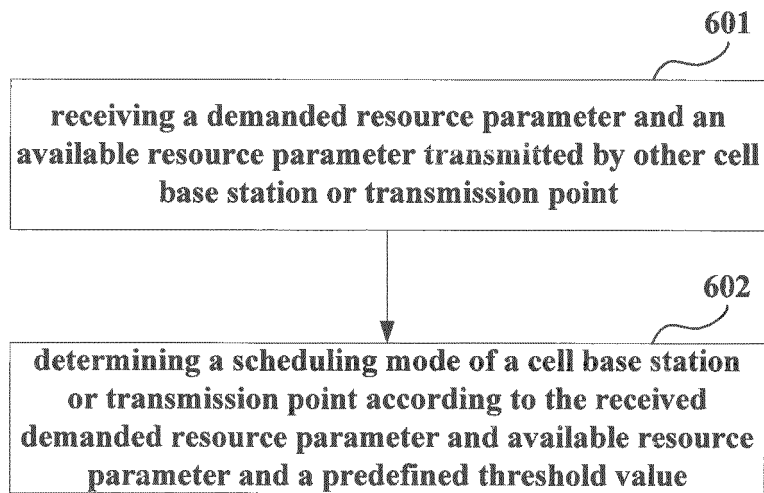 601
receiving a demanded resource parameter and an
available resource parameter transmitted by other cell
base station or transmission point
602
determining a scheduling mode of a cell base station
or transmission point according to the received
demanded resource parameter and available resource
parameter and a predefined threshold value